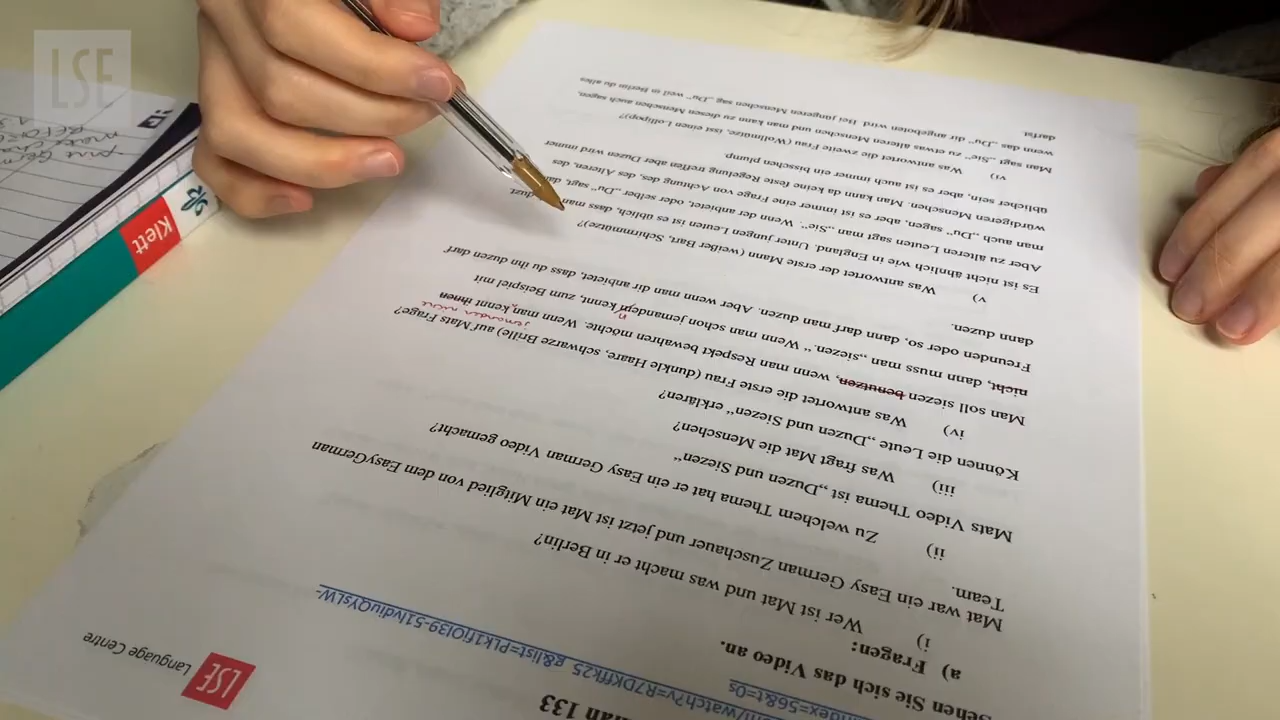 LSE
Klett
LSE Language Centre
133
Sehen Sie sich das Video an.
index=56&t=0s
a) Fragen:
i) Wer ist Mat und was macht er in Berlin?
Mat war ein Easy German Zuschauer und jetzt ist Mat ein Mitglied von dem EasyGerman
Team.
ii) Zu welchem Thema hat er ein Easy German Video gemacht?
Mats Video Thema ist „Duzen und Siezen“
iii) Was fragt Mat die Menschen?
Können die Leute „Duzen und Siezen“ erklären?
iv) Was antwortet die erste Frau (dunkle Haare, schwarze Brille) auf Mats Frage?
jemanden nicht
Man soll siezen benutzen, wenn man Respekt bewahren möchte. Wenn man kennt ihnen
nicht, dann muss man „siezen.“ Wenn man schon jemandem kennt, zum Beispiel mit
n
Freunden oder so, dann darf man duzen. Aber wenn man dir anbietet, dass du ihn duzen darf
dann duzen.
v) Was antwortet der erste Mann (weißer Bart, Schirmmütze)?
Es ist nicht ähnlich wie in England. Unter jungen Leuten ist es üblich, dass man duzt
Aber zu älteren Leuten sagt man „Sie“. Wenn der anbietet, oder selber „Du“ sagt,
man auch „Du“ sagen, aber es ist immer eine Frage von Achtung des, des Älteren, des
würdigeren Menschen. Man kann da keine feste Regelung treffen aber Duzen wird immer
üblicher sein, aber es ist auch immer ein bisschen plump
vi) Was antwortet die zweite Frau (Wollmütze, isst einen Lollipop)?
Man sagt „Sie“ zu etwas älteren Menschen und man kann zu diesen Menschen auch sagen,
wenn das „Du“ dir angeboten wird. Bei jungeren Menschen sag „Du“ weil in Berlin du alles
darfst